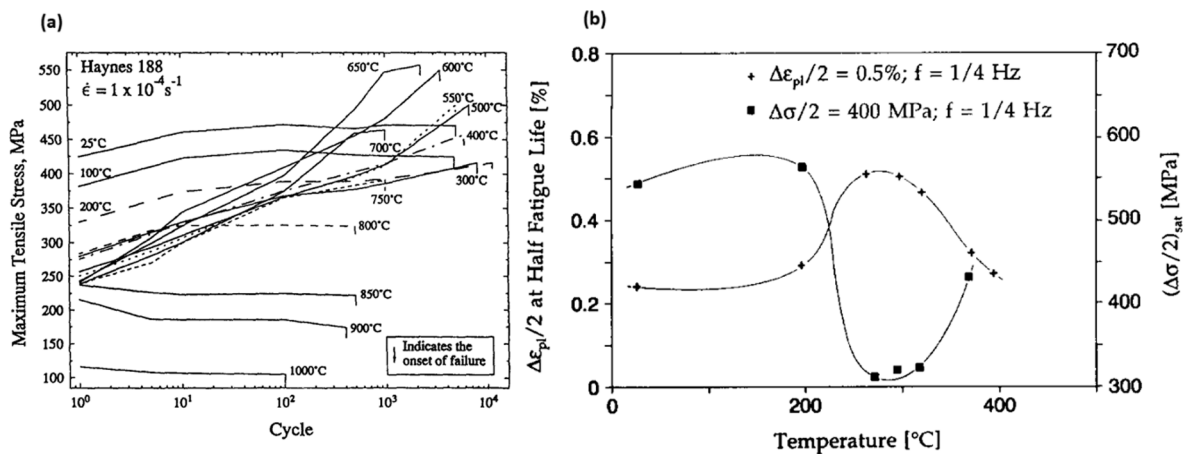 (a)
Haynes 188
ε̇ = 1 x 10⁻⁴s⁻¹
Maximum Tensile Stress, MPa
550
500
450
400
350
300
250
200
150
100
25°C
100°C
200°C
650°C
600°C
550°C
500°C
400°C
700°C
300°C
750°C
800°C
850°C
900°C
1000°C
Indicates the
onset of failure
10⁰
10¹
10²
10³
10⁴
Cycle
(b)
Δε_pl/2 at Half Fatigue Life [%]
0.8
0.6
0.4
0.2
0
Δε_pl/2 = 0.5%; f = 1/4 Hz
Δσ/2 = 400 MPa; f = 1/4 Hz
700
600
500
400
300
(Δσ/2)_sat [MPa]
0
200
400
Temperature [°C]